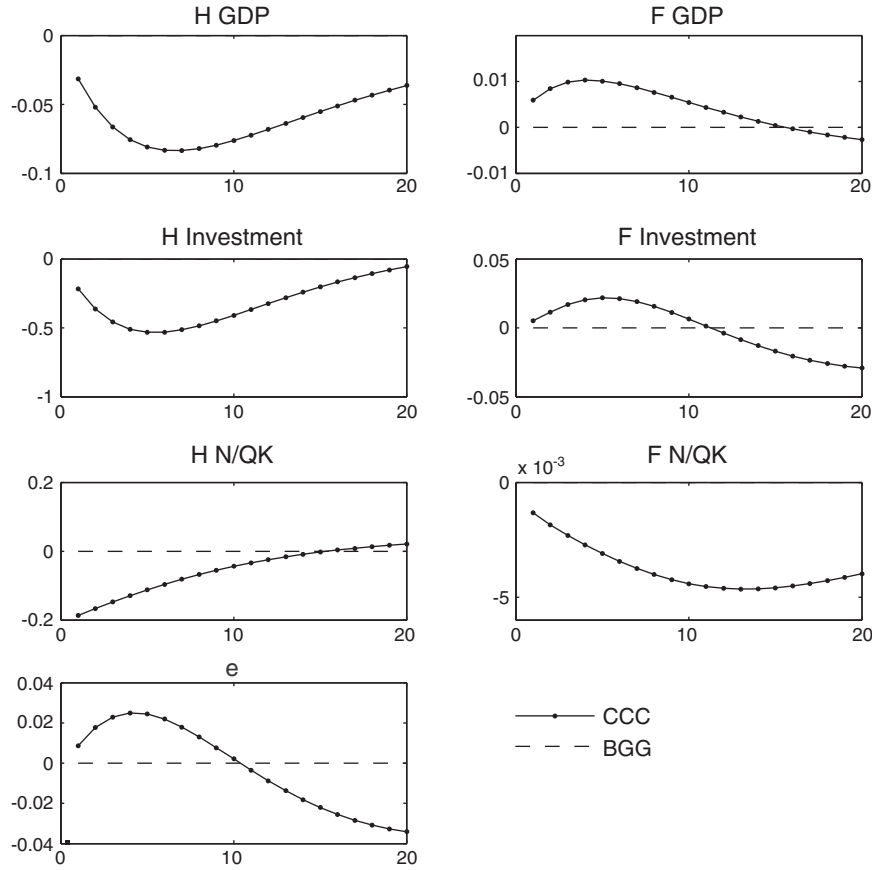 H GDP
F GDP
0
-0.05
-0.1
0 10 20
0.01
0
-0.01
0 10 20
H Investment
F Investment
0
-0.5
-1
0 10 20
0.05
0
-0.05
0 10 20
H N/QK
F N/QK
0.2
0
-0.2
0 10 20
x 10⁻³
0
-5
0 10 20
e
0.04
0.02
0
-0.02
-0.04
0 10 20
CCC
BGG